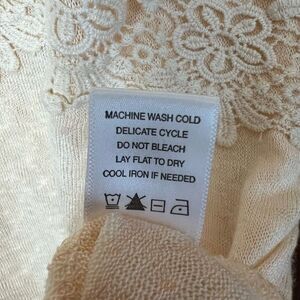 MACHINE WASH COLD
DELICATE CYCLE
DO NOT BLEACH
LAY FLAT TO DRY
COOL IRON IF NEEDED